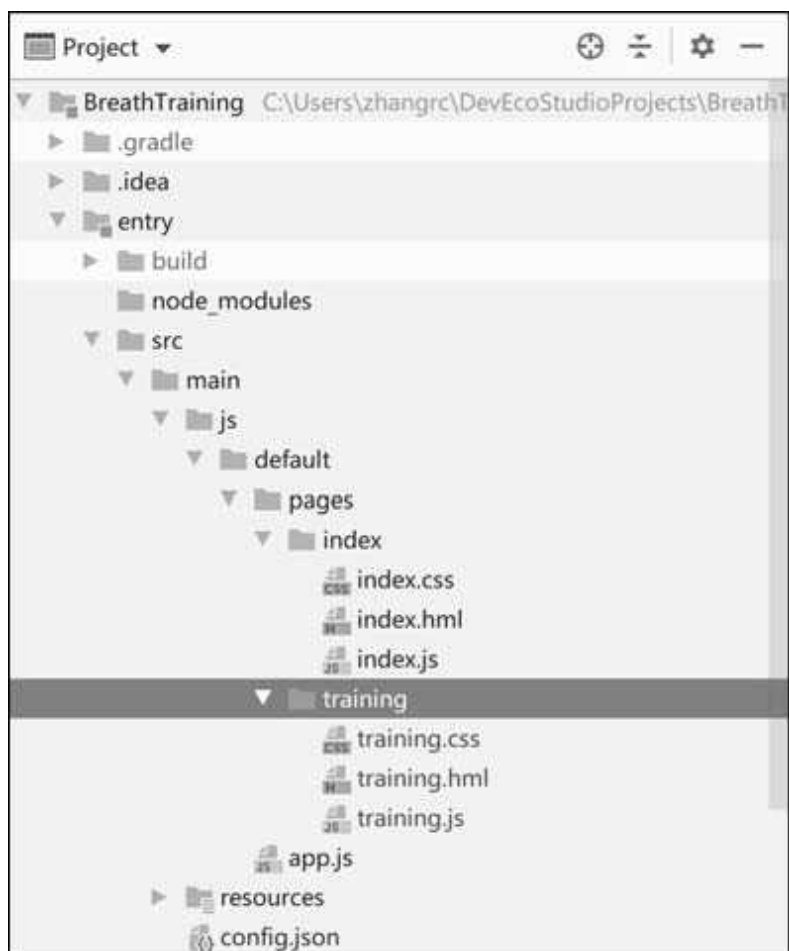 Project
BreathTraining C:\Users\zhangrc\DevEcoStudioProjects\BreathT
.gradle
.idea
entry
build
node_modules
src
main
js
default
pages
index
index.css
index.hml
index.js
training
training.css
training.hml
training.js
app.js
resources
config.json